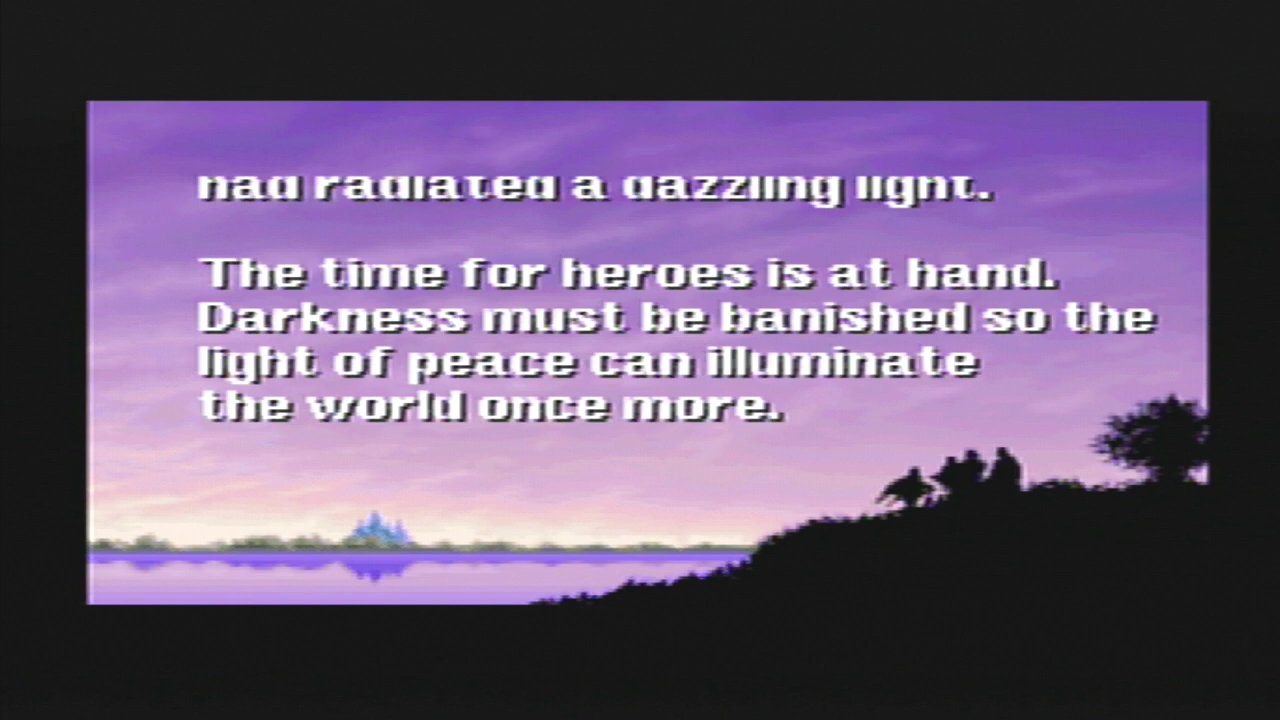 had radiated a dazzling light.
The time for heroes is at hand.
Darkness must be banished so the
light of peace can illuminate
the world once more.